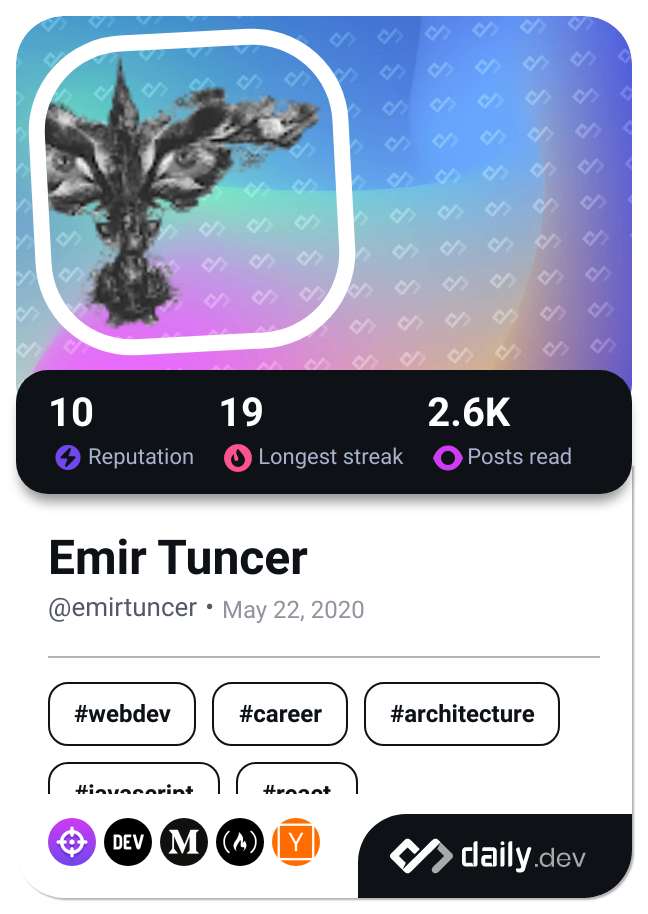 10 19 2.6K
Reputation Longest streak Posts read
Emir Tuncer
@emirtuncer • May 22, 2020
#webdev #career #architecture
#javascript #react
DEV M Y
daily.dev